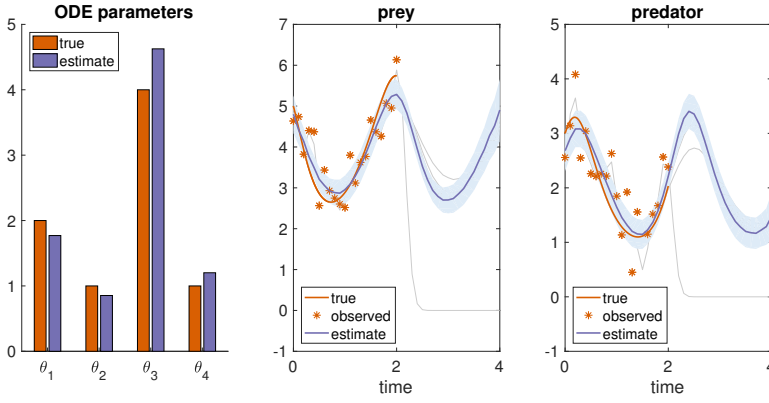 ODE parameters
5
4
3
2
1
0
true
estimate
θ1
θ2
θ3
θ4
prey
7
6
5
4
3
2
1
0
-1
true
observed
estimate
0
2
4
time
predator
5
4
3
2
1
0
-1
true
observed
estimate
0
2
4
time